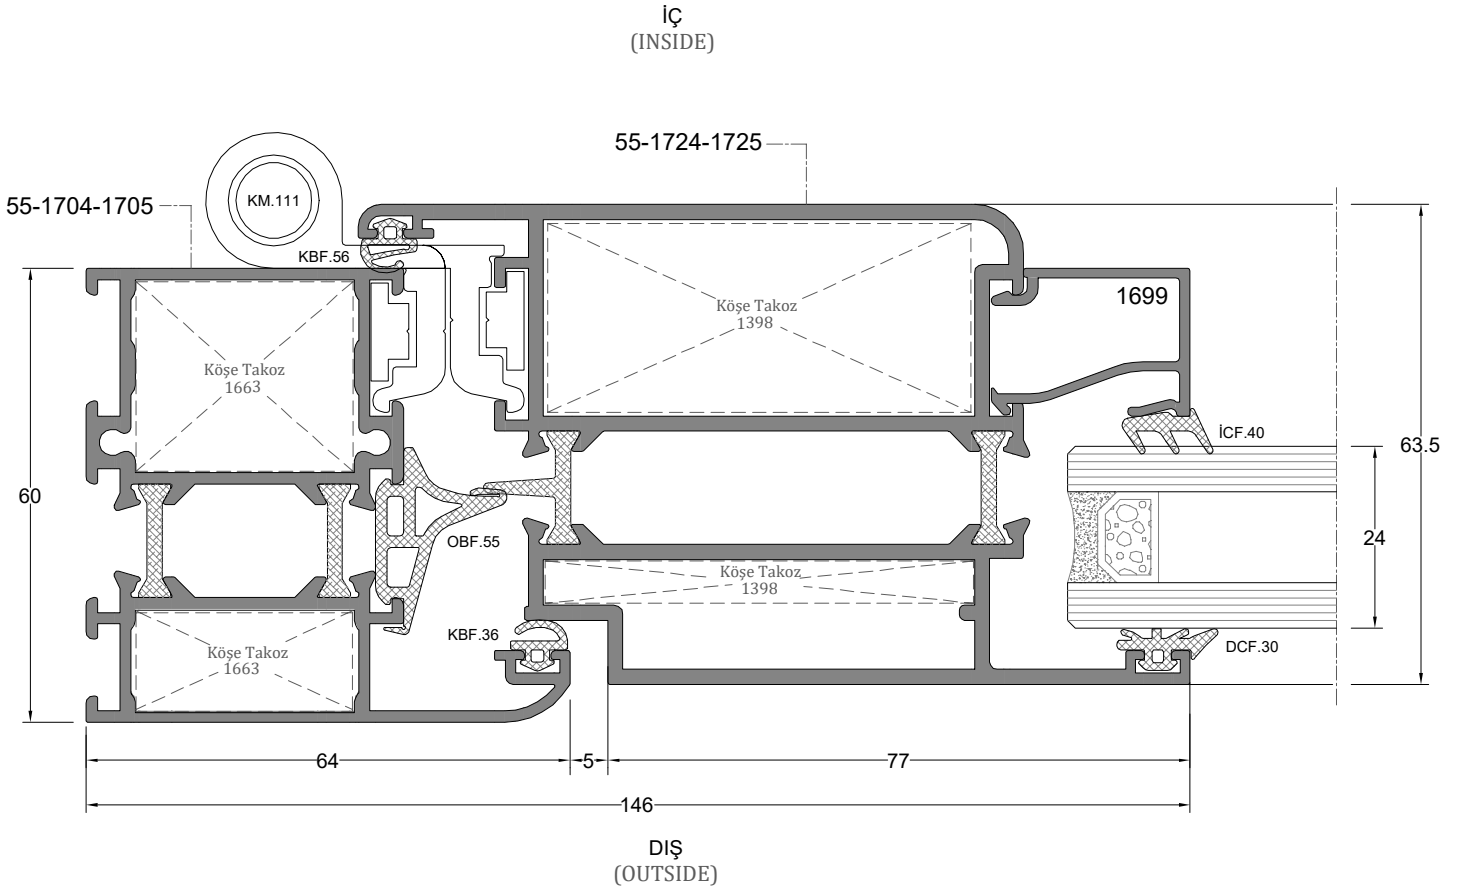 İÇ
(INSIDE)
55-1724-1725
KM.111
55-1704-1705
KBF.56
1699
Köşe Takoz
1398
Köşe Takoz
1663
İCF.40
63.5
60
24
OBF.55
Köşe Takoz
1398
KBF.36
DCF.30
Köşe Takoz
1663
64
5
77
146
DIŞ
(OUTSIDE)